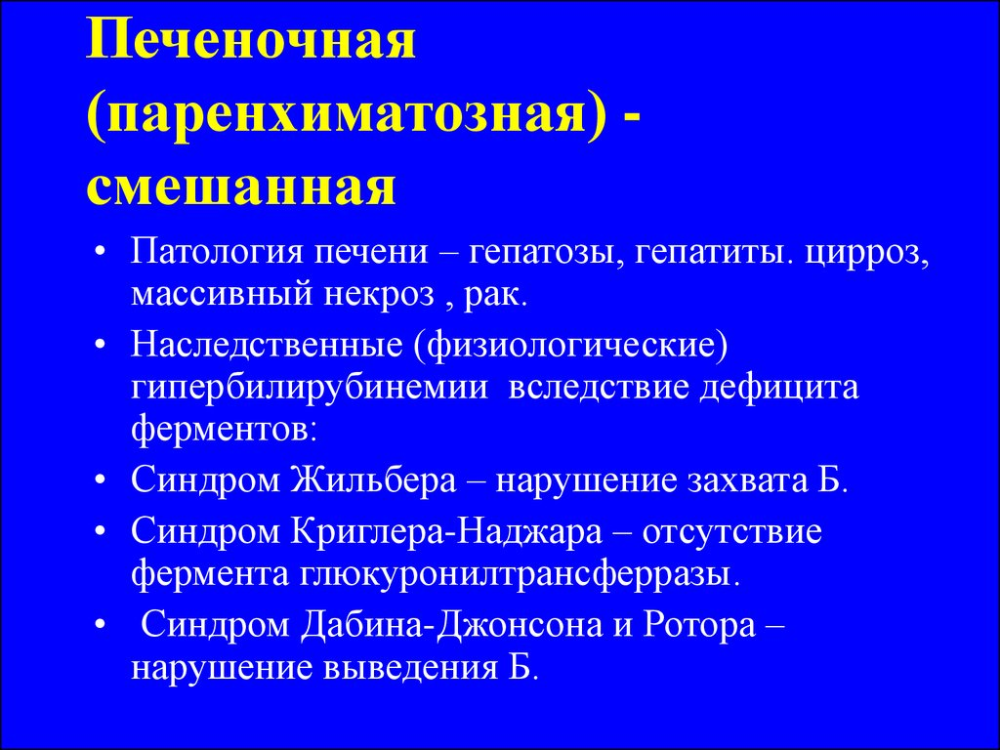 Печеночная
(паренхиматозная) -
смешанная
• Патология печени – гепатозы, гепатиты. цирроз,
массивный некроз , рак.
• Наследственные (физиологические)
гипербилирубинемии вследствие дефицита
ферментов:
• Синдром Жильбера – нарушение захвата Б.
• Синдром Криглера-Наджара – отсутствие
фермента глюкуронилтрансферразы.
• Синдром Дабина-Джонсона и Ротора –
нарушение выведения Б.